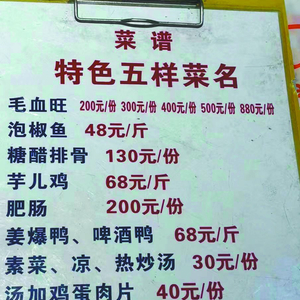 菜谱
特色五样菜名
毛血旺 200元/份 300元/份 400元/份 500元/份 880元/份
泡椒鱼 48元/斤
糖醋排骨 130元/份
芋儿鸡 68元/斤
肥肠 200元/份
姜爆鸭、啤酒鸭 68元/斤
素菜、凉、热炒汤 30元/份
汤加鸡蛋肉片 40元/份